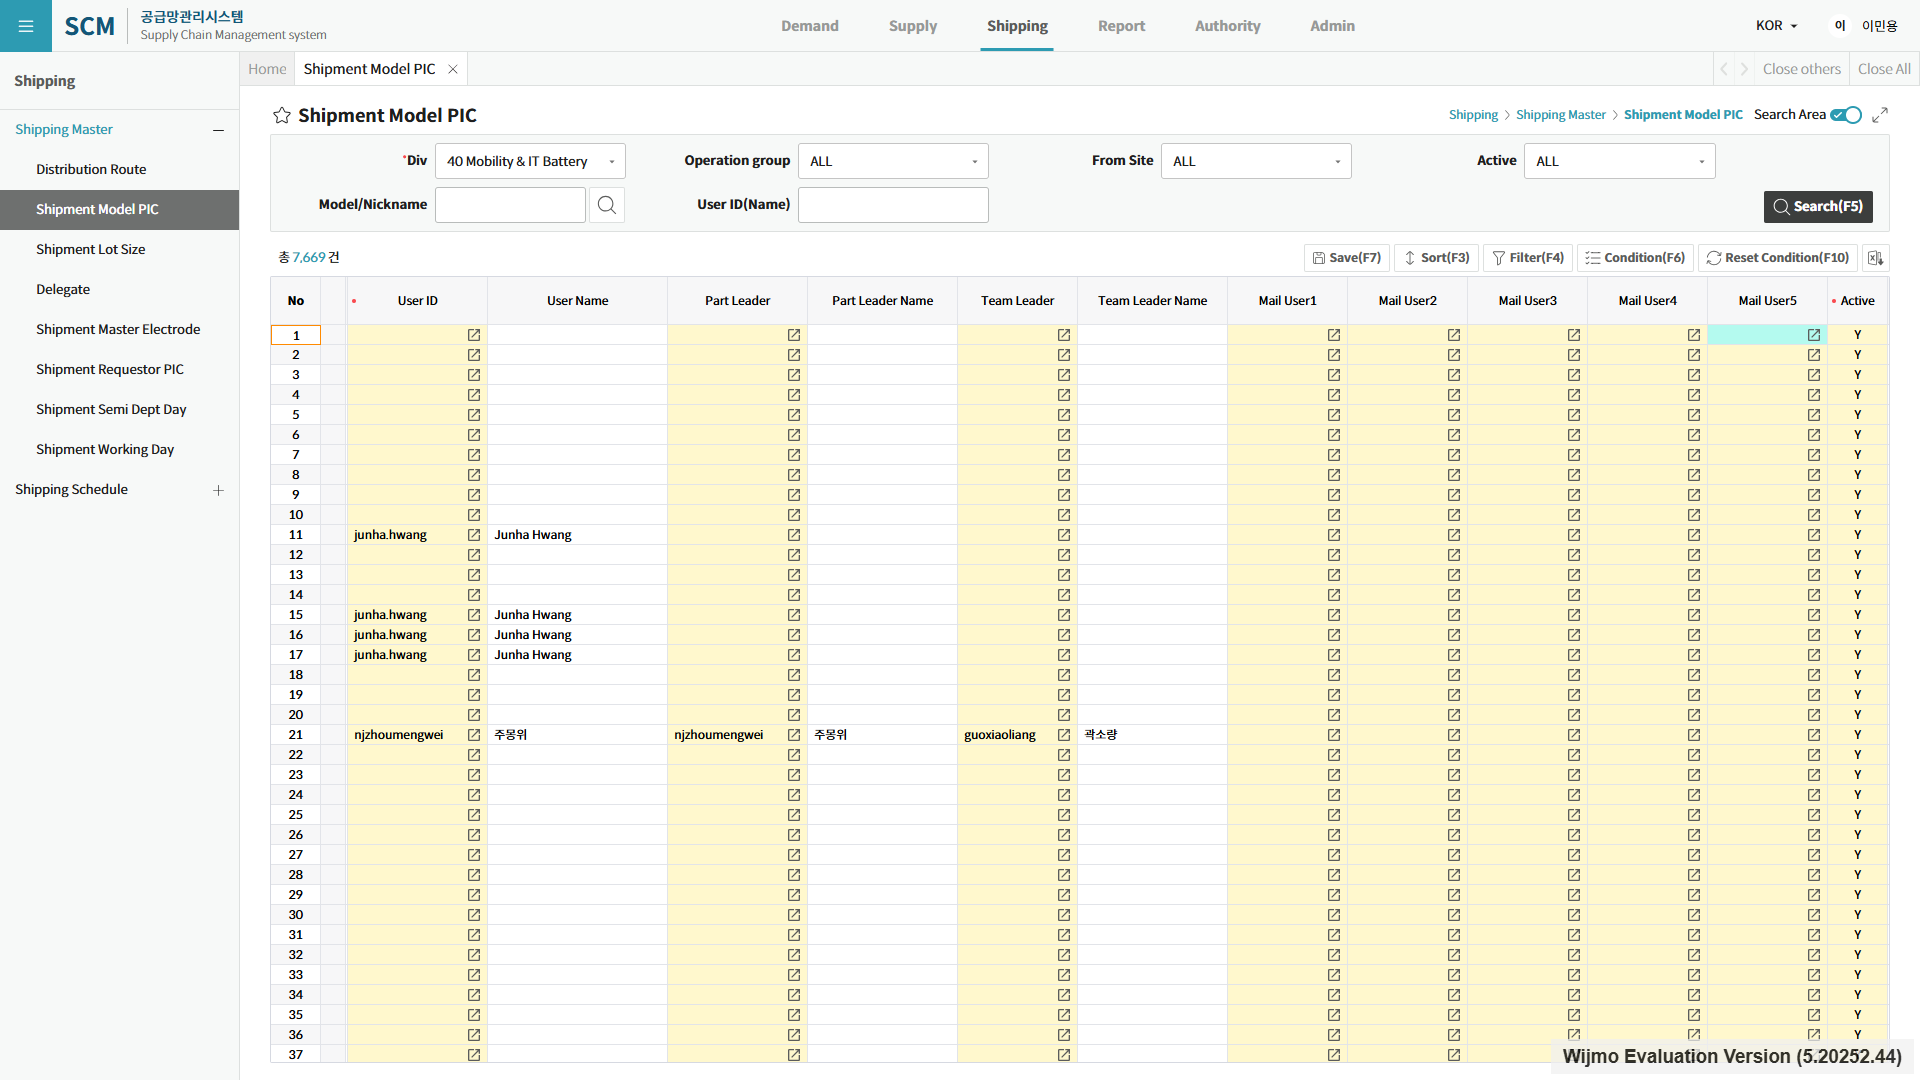 SCM 공급망관리시스템
Supply Chain Management system
Demand Supply Shipping Report Authority Admin
KOR 이 이민용
Shipping
Home Shipment Model PIC
Close others Close All
Shipping Master
Distribution Route
Shipment Model PIC
Shipment Lot Size
Delegate
Shipment Master Electrode
Shipment Requestor PIC
Shipment Semi Dept Day
Shipment Working Day
Shipping Schedule
Shipment Model PIC
Shipping > Shipping Master > Shipment Model PIC Search Area
*Div 40 Mobility & IT Battery Operation group ALL From Site ALL Active ALL
Model/Nickname User ID(Name) Search(F5)
총 7,669 건
Save(F7) Sort(F3) Filter(F4) Condition(F6) Reset Condition(F10)
No User ID User Name Part Leader Part Leader Name Team Leader Team Leader Name Mail User1 Mail User2 Mail User3 Mail User4 Mail User5 Active
1 Y
2 Y
3 Y
4 Y
5 Y
6 Y
7 Y
8 Y
9 Y
10 Y
11 junha.hwang Junha Hwang Y
12 Y
13 Y
14 Y
15 junha.hwang Junha Hwang Y
16 junha.hwang Junha Hwang Y
17 junha.hwang Junha Hwang Y
18 Y
19 Y
20 Y
21 njzhoumengwei 주몽위 njzhoumengwei 주몽위 guoxiaoliang 곽소량 Y
22 Y
23 Y
24 Y
25 Y
26 Y
27 Y
28 Y
29 Y
30 Y
31 Y
32 Y
33 Y
34 Y
35 Y
36 Y
37
Wijmo Evaluation Version (5.20252.44)